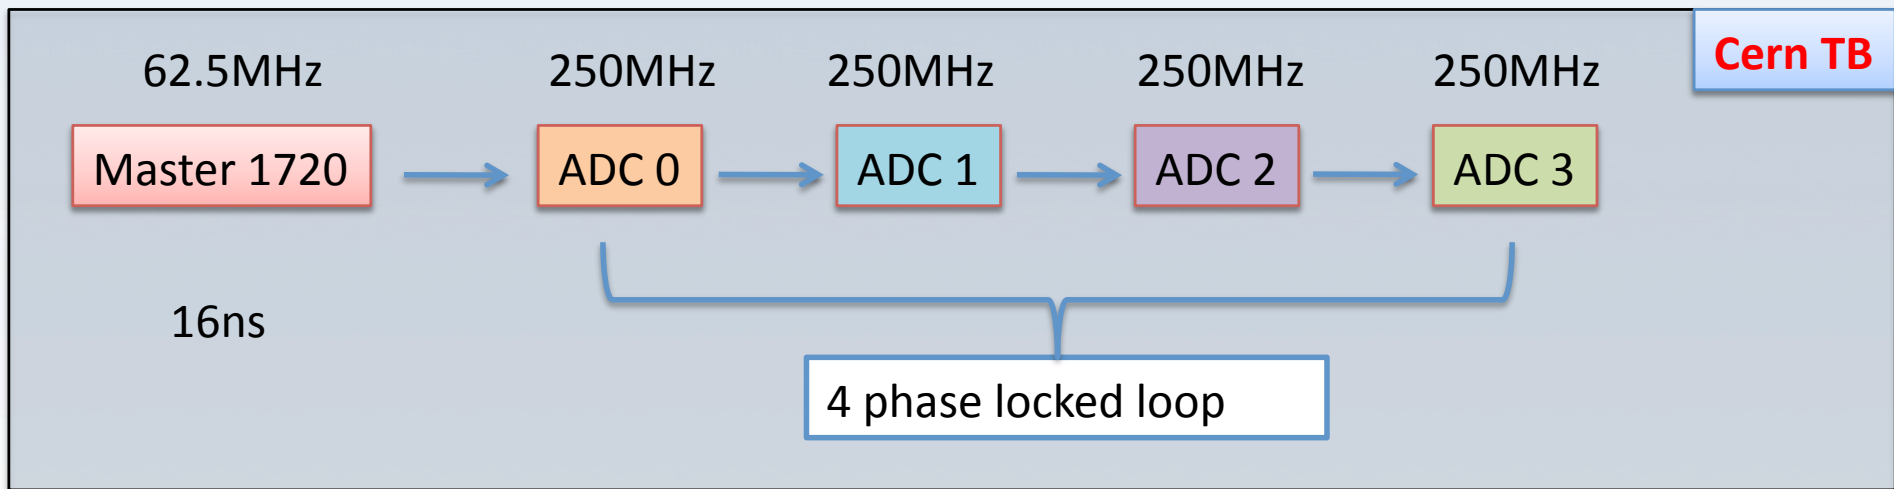 Cern TB
62.5MHz 250MHz 250MHz 250MHz 250MHz
Master 1720 ADC 0 ADC 1 ADC 2 ADC 3
16ns
4 phase locked loop